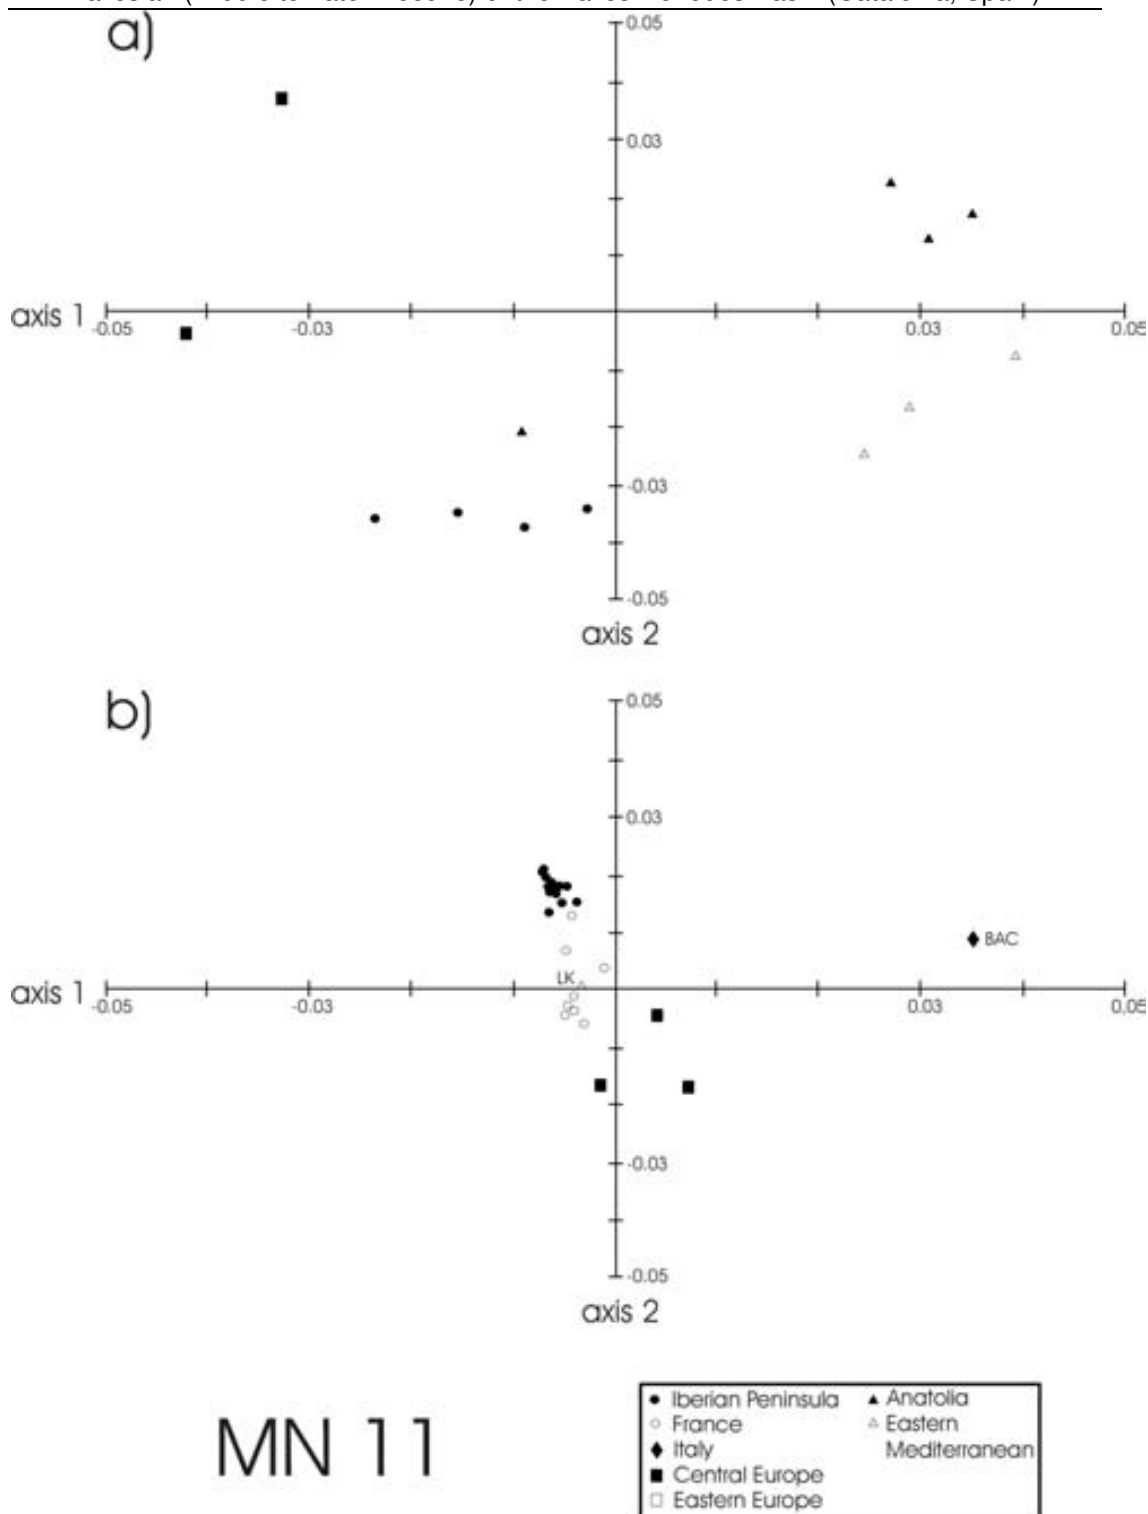 (Catalonia, Spain)
a)
0.05
0.03
axis 1
-0.05
-0.03
0.03
0.05
-0.03
-0.05
axis 2
b)
0.05
0.03
BAC
LK
axis 1
-0.05
-0.03
0.03
0.05
-0.03
-0.05
axis 2
MN 11
Iberian Peninsula
Anatolia
France
Eastern
Italy
Mediterranean
Central Europe
Eastern Europe